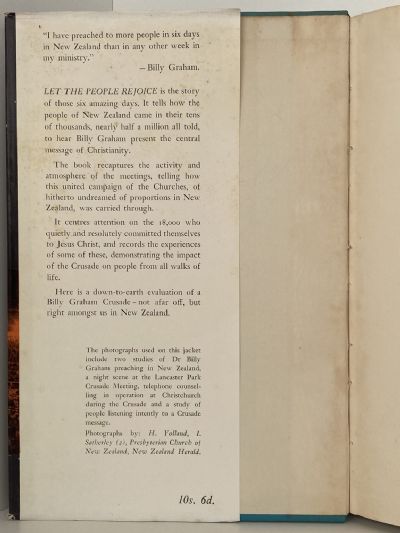 "I have preached to more people in six days
in New Zealand than in any other week in
my ministry."
—Billy Graham.
LET THE PEOPLE REJOICE is the story
of those six amazing days. It tells how the
people of New Zealand came in their tens
of thousands, nearly half a million all told,
to hear Billy Graham present the central
message of Christianity.
The book recaptures the activity and
atmosphere of the meetings, telling how
this united campaign of the Churches, of
hitherto undreamed of proportions in New
Zealand, was carried through.
It centres attention on the 18,000 who
quietly and resolutely committed themselves
to Jesus Christ, and records the experiences
of some of these, demonstrating the impact
of the Crusade on people from all walks of
life.
Here is a down-to-earth evaluation of a
Billy Graham Crusade – not afar off, but
right amongst us in New Zealand.
The photographs used on this jacket
include two studies of Dr Billy
Graham preaching in New Zealand,
a night scene at the Lancaster Park
Crusade Meeting, telephone counsel-
ling in operation at Christchurch
during the Crusade and a study of
people listening intently to a Crusade
message.
Photographs by: H. Folland, I.
Satherley (2), Presbyterian Church of
New Zealand, New Zealand Herald.
10s. 6d.